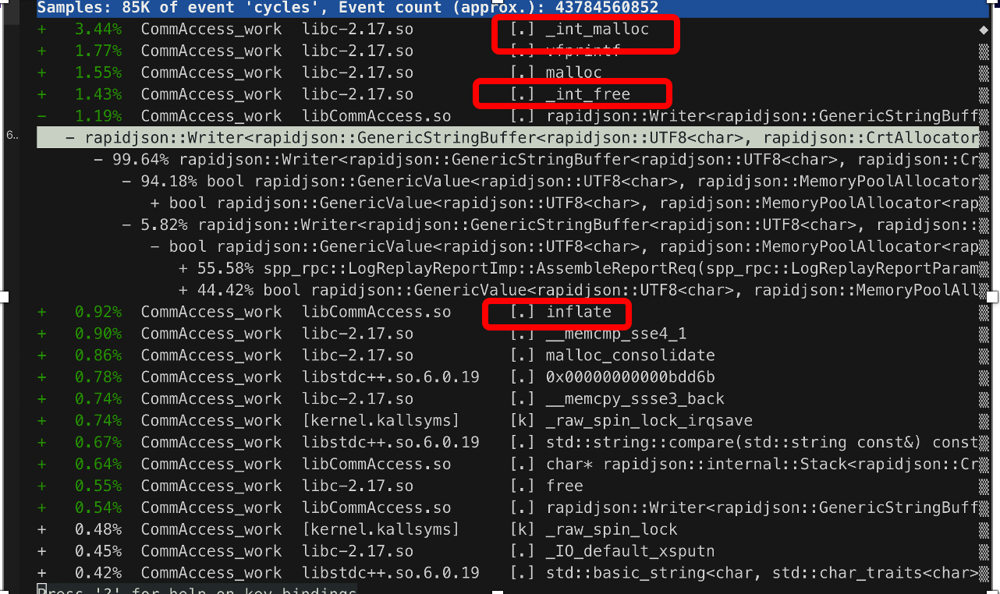 Samples: 85K of event 'cycles', Event count (approx.): 43784560852
+ 3.44% CommAccess_work libc-2.17.so [.] _int_malloc
+ 1.77% CommAccess_work libc-2.17.so [.] vfprintf
+ 1.55% CommAccess_work libc-2.17.so [.] malloc
+ 1.43% CommAccess_work libc-2.17.so [.] _int_free
- 1.19% CommAccess_work libCommAccess.so [.] rapidjson::Writer<rapidjson::GenericStringBuff
6..
- rapidjson::Writer<rapidjson::GenericStringBuffer<rapidjson::UTF8<char>, rapidjson::CrtAllocator
- 99.64% rapidjson::Writer<rapidjson::GenericStringBuffer<rapidjson::UTF8<char>, rapidjson::Cr
- 94.18% bool rapidjson::GenericValue<rapidjson::UTF8<char>, rapidjson::MemoryPoolAllocator
+ bool rapidjson::GenericValue<rapidjson::UTF8<char>, rapidjson::MemoryPoolAllocator<rap
- 5.82% rapidjson::Writer<rapidjson::GenericStringBuffer<rapidjson::UTF8<char>, rapidjson::
- bool rapidjson::GenericValue<rapidjson::UTF8<char>, rapidjson::MemoryPoolAllocator<rap
+ 55.58% spp_rpc::LogReplayReportImp::AssembleReportReq(spp_rpc::LogReplayReportParam
+ 44.42% bool rapidjson::GenericValue<rapidjson::UTF8<char>, rapidjson::MemoryPoolAll
+ 0.92% CommAccess_work libCommAccess.so [.] inflate
+ 0.90% CommAccess_work libc-2.17.so [.] __memcmp_sse4_1
+ 0.86% CommAccess_work libc-2.17.so [.] malloc_consolidate
+ 0.78% CommAccess_work libstdc++.so.6.0.19 [.] 0x00000000000bdd6b
+ 0.74% CommAccess_work libc-2.17.so [.] __memcpy_ssse3_back
+ 0.74% CommAccess_work [kernel.kallsyms] [k] _raw_spin_lock_irqsave
+ 0.67% CommAccess_work libstdc++.so.6.0.19 [.] std::string::compare(std::string const&) const
+ 0.64% CommAccess_work libCommAccess.so [.] char* rapidjson::internal::Stack<rapidjson::Cr
+ 0.55% CommAccess_work libc-2.17.so [.] free
+ 0.54% CommAccess_work libCommAccess.so [.] rapidjson::Writer<rapidjson::GenericStringBuff
+ 0.48% CommAccess_work [kernel.kallsyms] [k] _raw_spin_lock
+ 0.45% CommAccess_work libc-2.17.so [.] _IO_default_xsputn
+ 0.42% CommAccess_work libstdc++.so.6.0.19 [.] std::basic_string<char, std::char_traits<char>
Press '?' for help on key bindings